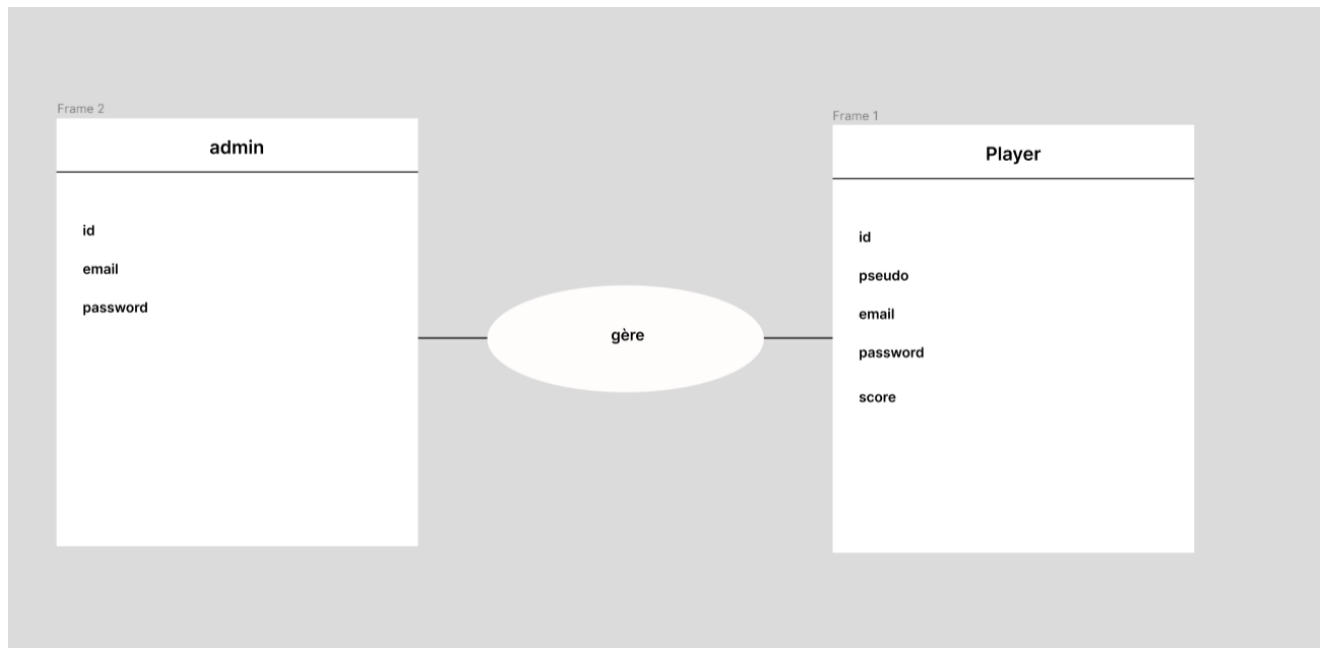 Frame 2
admin
id
email
password
gère
Frame 1
Player
id
pseudo
email
password
score